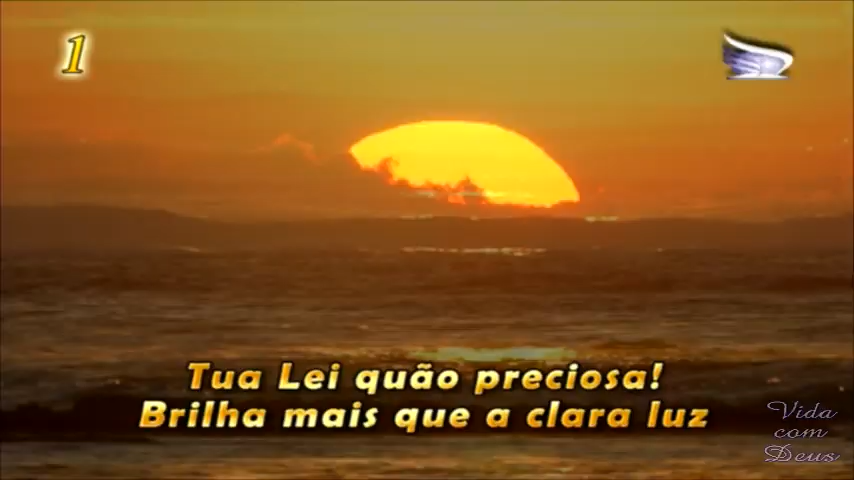 1
Tua Lei quão preciosa!
Brilha mais que a clara luz
Vida
com
Deus